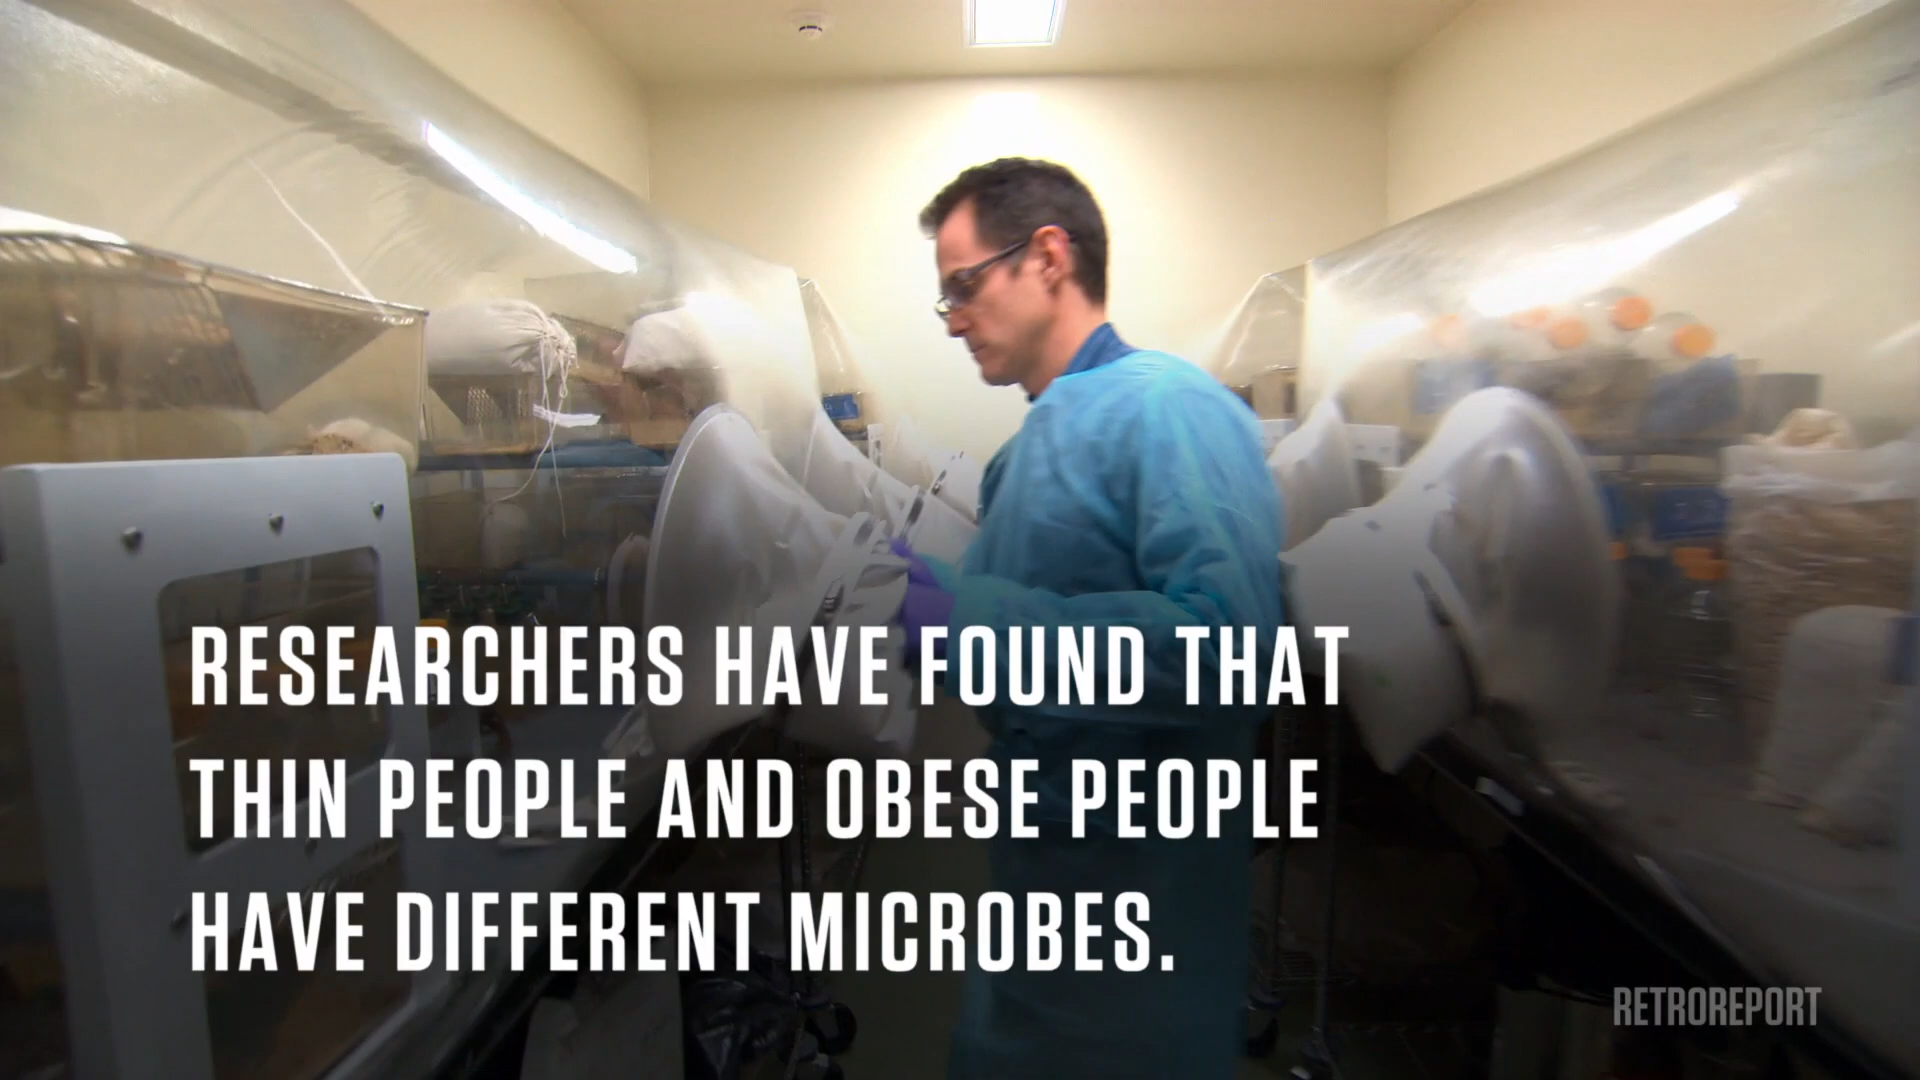 RESEARCHERS HAVE FOUND THAT
THIN PEOPLE AND OBESE PEOPLE
HAVE DIFFERENT MICROBES.
RETROREPORT